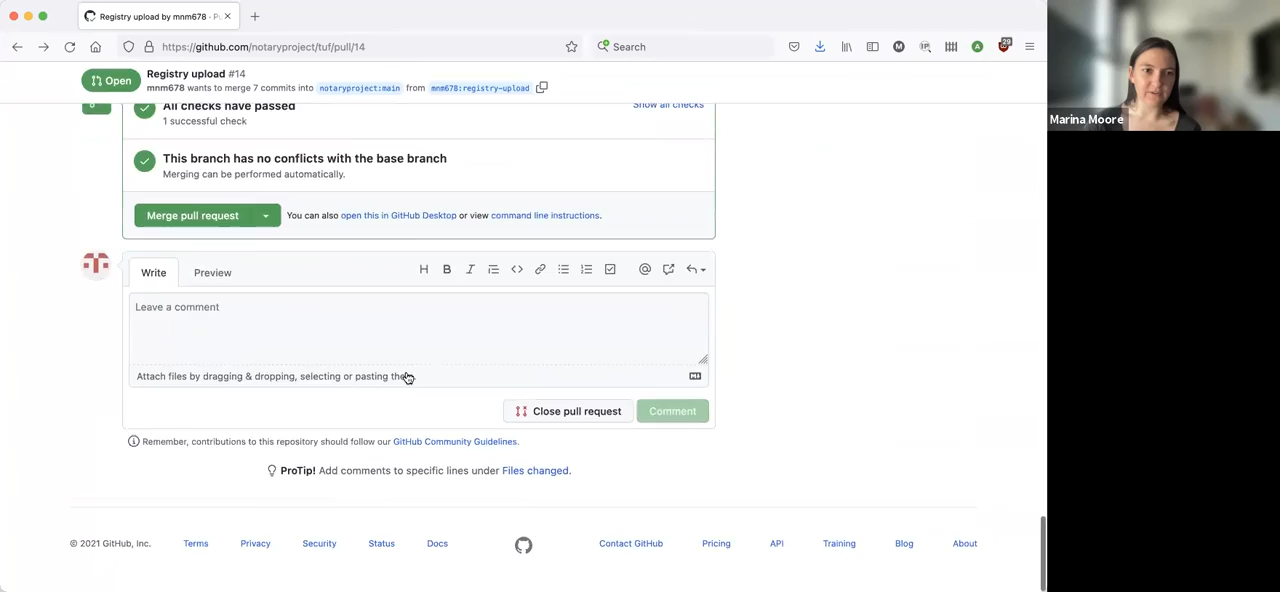 Registry upload by mnm678 · Pu
https://github.com/notaryproject/tuf/pull/14
Search
29
Open
Registry upload #14
mnm678 wants to merge 7 commits into notaryproject:main from mnm678:registry-upload
All checks have passed
Show all checks
1 successful check
This branch has no conflicts with the base branch
Merging can be performed automatically.
Merge pull request
You can also open this in GitHub Desktop or view command line instructions.
Write
Preview
Leave a comment
Attach files by dragging & dropping, selecting or pasting the
Close pull request
Comment
Remember, contributions to this repository should follow our GitHub Community Guidelines.
ProTip! Add comments to specific lines under Files changed.
© 2021 GitHub, Inc.
Terms
Privacy
Security
Status
Docs
Contact GitHub
Pricing
API
Training
Blog
About
Marina Moore